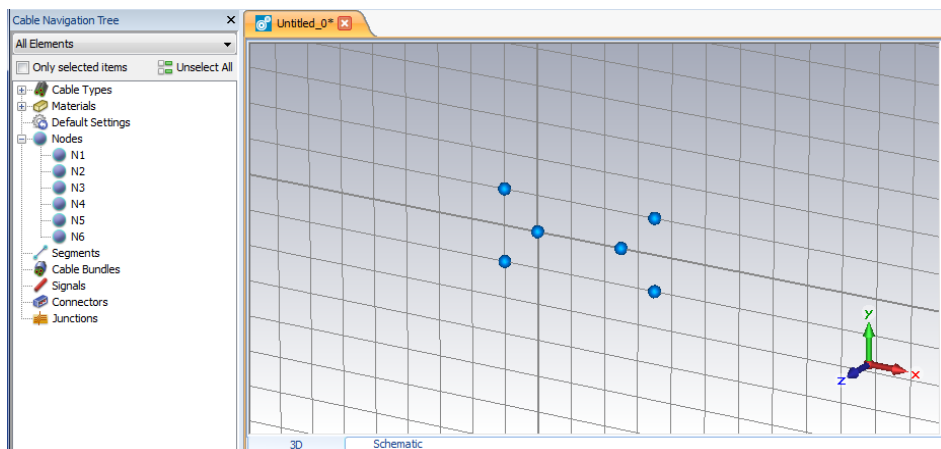 Cable Navigation Tree
All Elements
Only selected items
Unselect All
Cable Types
Materials
Default Settings
Nodes
N1
N2
N3
N4
N5
N6
Segments
Cable Bundles
Signals
Connectors
Junctions
Untitled_0*
y
x
z
3D
Schematic